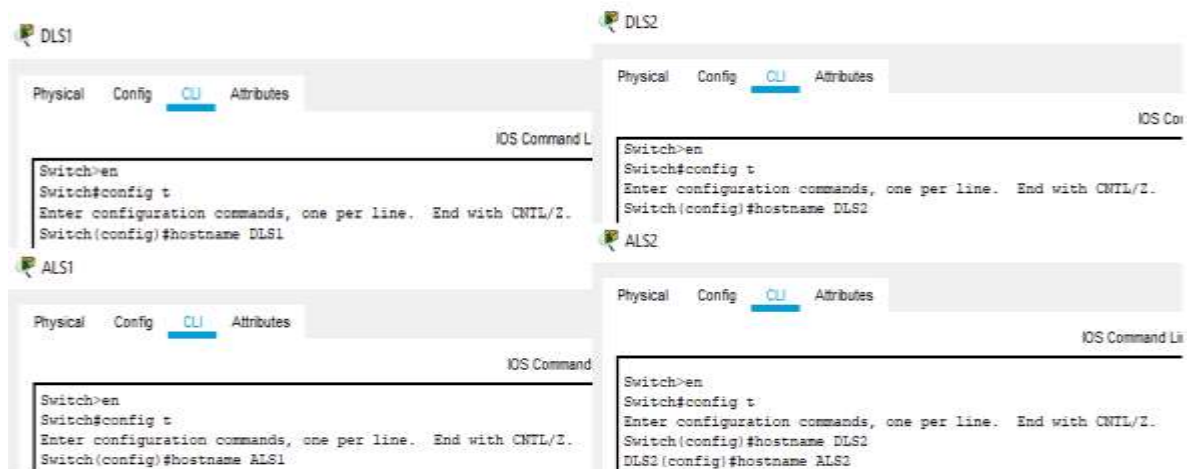 DLS1
Physical Config CLI Attributes
IOS Command L
Switch>en
Switch#config t
Enter configuration commands, one per line. End with CNTL/Z.
Switch(config)#hostname DLS1
DLS2
Physical Config CLI Attributes
IOS Co
Switch>en
Switch#config t
Enter configuration commands, one per line. End with CNTL/Z.
Switch(config)#hostname DLS2
ALS1
Physical Config CLI Attributes
IOS Command
Switch>en
Switch#config t
Enter configuration commands, one per line. End with CNTL/Z.
Switch(config)#hostname ALS1
ALS2
Physical Config CLI Attributes
IOS Command Li
Switch>en
Switch#config t
Enter configuration commands, one per line. End with CNTL/Z.
Switch(config)#hostname DLS2
DLS2(config)#hostname ALS2